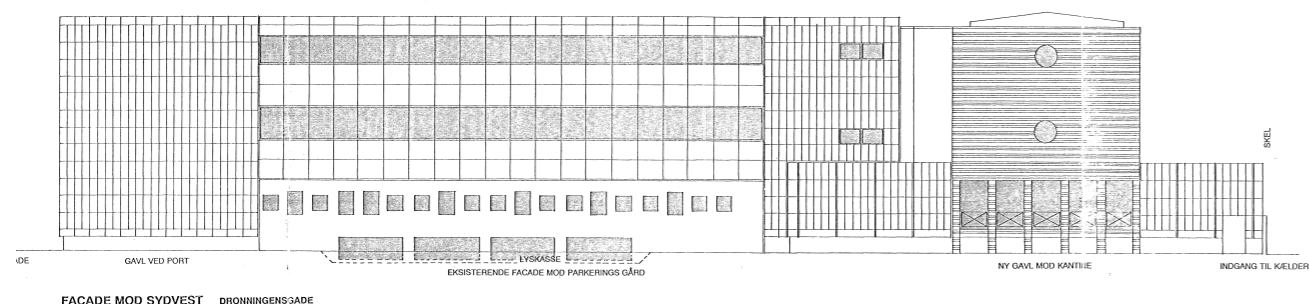 SKEL
ADE
GAVL VED PORT
LYSKASSE
EKSISTERENDE FACADE MOD PARKERINGS GÅRD
NY GAVL MOD KANTINE
INDGANG TIL KÆLDER
FACADE MOD SYDVEST DRONNINGENSGADE